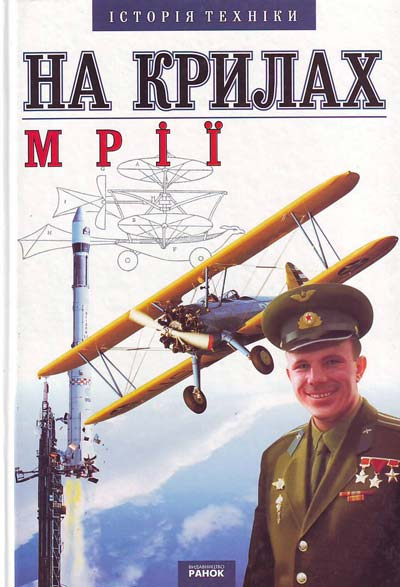 ІСТОРІЯ ТЕХНІКИ
НА КРИЛАХ
МРІЇ
A
B
F
H
ВИДАВНИЦТВО
РАНОК